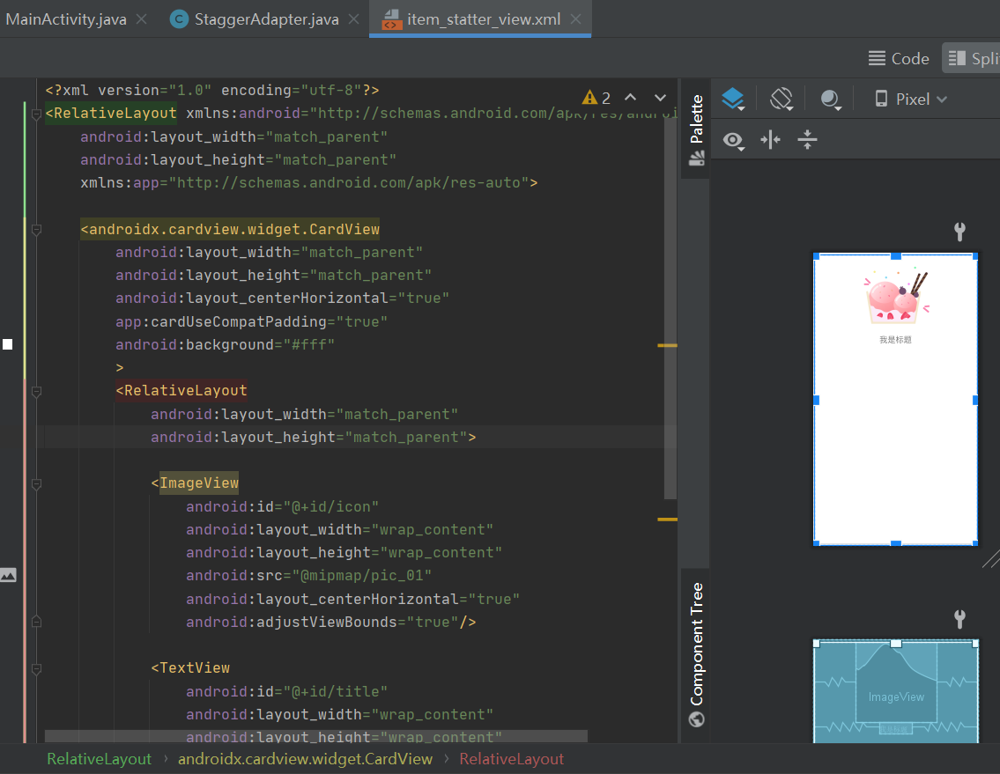 MainActivity.java
C StaggerAdapter.java
item_statter_view.xml
Code
Spli
<?xml version="1.0" encoding="utf-8"?>
2
<RelativeLayout xmlns:android="http://schemas.android.com/apk/res/androi
android:layout_width="match_parent"
android:layout_height="match_parent"
xmlns:app="http://schemas.android.com/apk/res-auto">
<androidx.cardview.widget.CardView
android:layout_width="match_parent"
android:layout_height="match_parent"
android:layout_centerHorizontal="true"
app:cardUseCompatPadding="true"
android:background="#fff"
>
<RelativeLayout
android:layout_width="match_parent"
android:layout_height="match_parent">
<ImageView
android:id="@+id/icon"
android:layout_width="wrap_content"
android:layout_height="wrap_content"
android:src="@mipmap/pic_01"
android:layout_centerHorizontal="true"
android:adjustViewBounds="true"/>
<TextView
android:id="@+id/title"
android:layout_width="wrap_content"
android:layout_height="wrap_content"
Palette
Component Tree
Pixel
我是标题
ImageView
RelativeLayout › androidx.cardview.widget.CardView › RelativeLayout